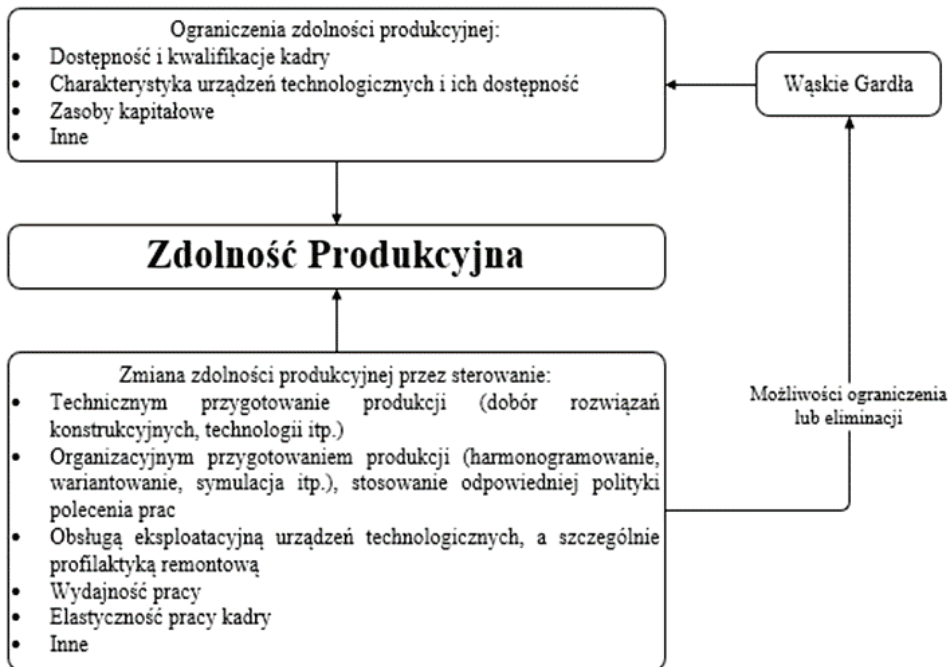 Ograniczenia zdolności produkcyjnej:
• Dostępność i kwalifikacje kadry
• Charakterystyka urządzeń technologicznych i ich dostępność
• Zasoby kapitałowe
• Inne
Wąskie Gardła
Zdolność Produkcyjna
Zmiana zdolności produkcyjnej przez sterowanie:
• Technicznym przygotowanie produkcji (dobór rozwiązań
konstrukcyjnych, technologii itp.)
• Organizacyjnym przygotowaniem produkcji (harmonogramowanie,
wariantowanie, symulacja itp.), stosowanie odpowiedniej polityki
polecenia prac
• Obsługą eksploatacyjną urządzeń technologicznych, a szczególnie
profilaktyką remontową
• Wydajność pracy
• Elastyczność pracy kadry
• Inne
Możliwości ograniczenia
lub eliminacji